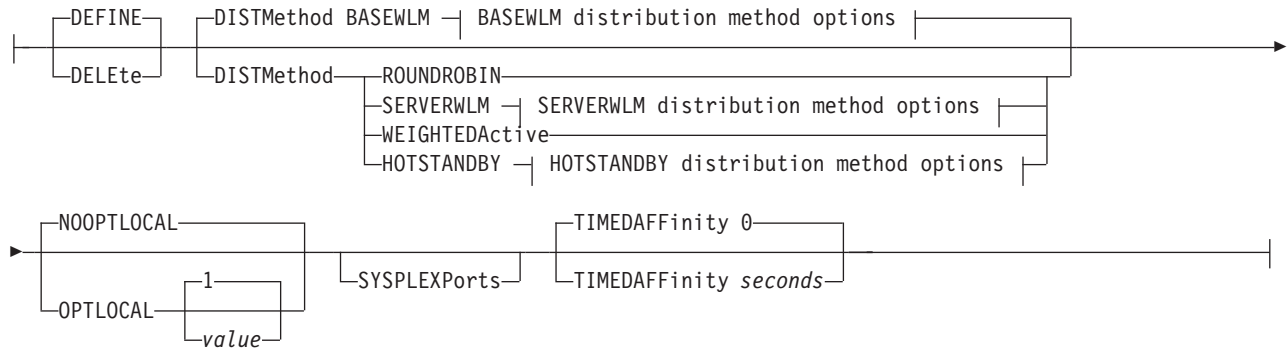 DEFINE
DISTMethod BASEWLM BASEWLM distribution method options
DELEte
DISTMethod ROUNDROBIN
SERVERWLM SERVERWLM distribution method options
WEIGHTEDActive
HOTSTANDBY HOTSTANDBY distribution method options
NOOPTLOCAL
TIMEDAFFinity 0
OPTLOCAL
1
value
SYSPLEXPorts
TIMEDAFFinity seconds